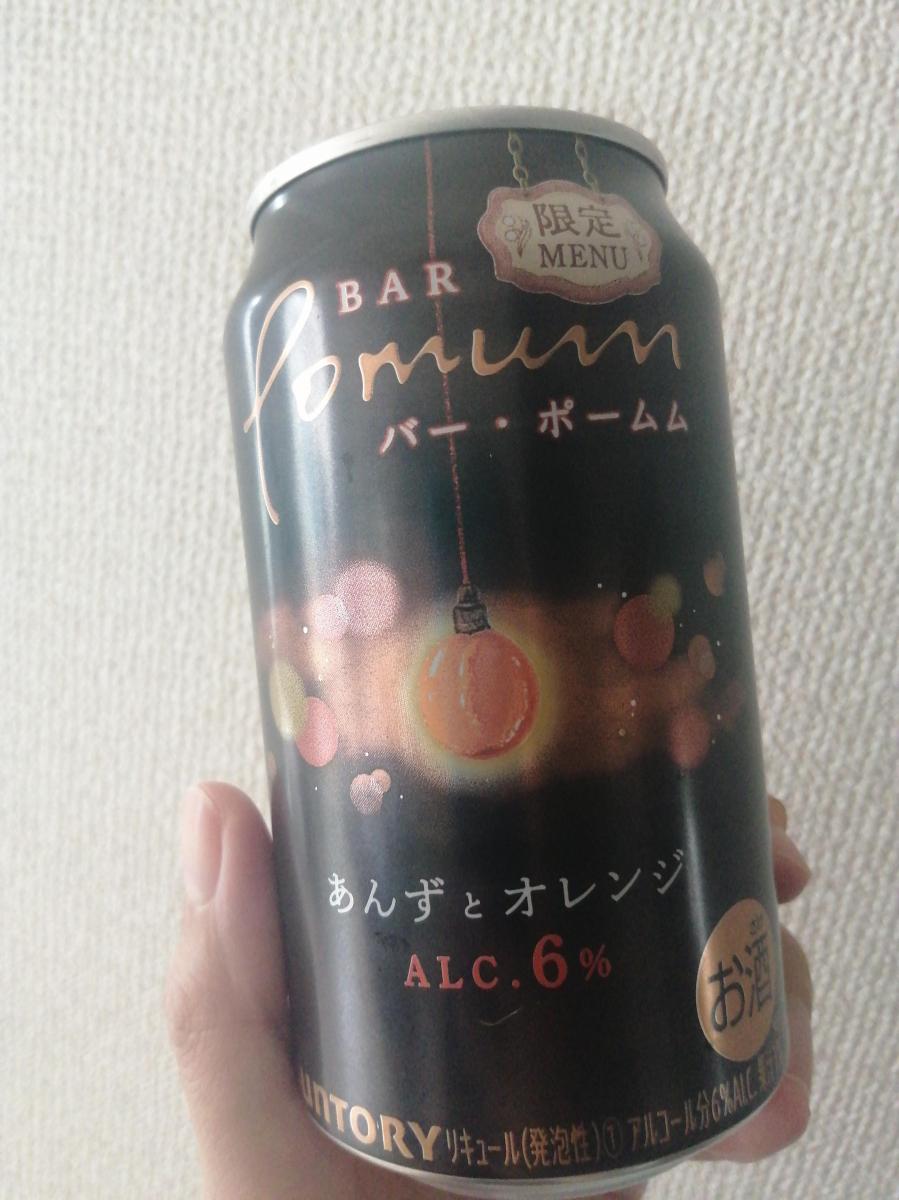 限定
MENU
BAR
Pomum
バー・ポームム
あんずとオレンジ
ALC.6%
お酒
SUNTORY リキュール(発泡性)① アルコール分6%ALC.